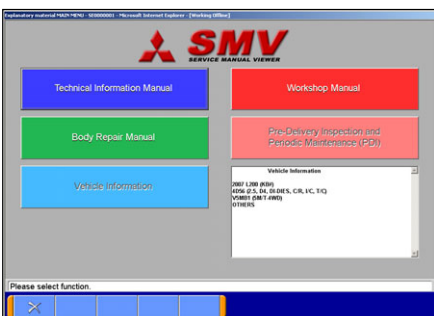 Explanatory material MAIN MENU - SE0000001 - Microsoft Internet Explorer - [Working Offline]
SMV
SERVICE MANUAL VIEWER
Technical Information Manual
Workshop Manual
Body Repair Manual
Pre-Delivery Inspection and
Periodic Maintenance (PDI)
Vehicle Information
Vehicle Information
2007 L200 (KB#)
4D56 (2.5, D4, DI-DIES, C/R, I/C, T/C)
V5MB1 (5M/T 4WD)
OTHERS
Please select function.